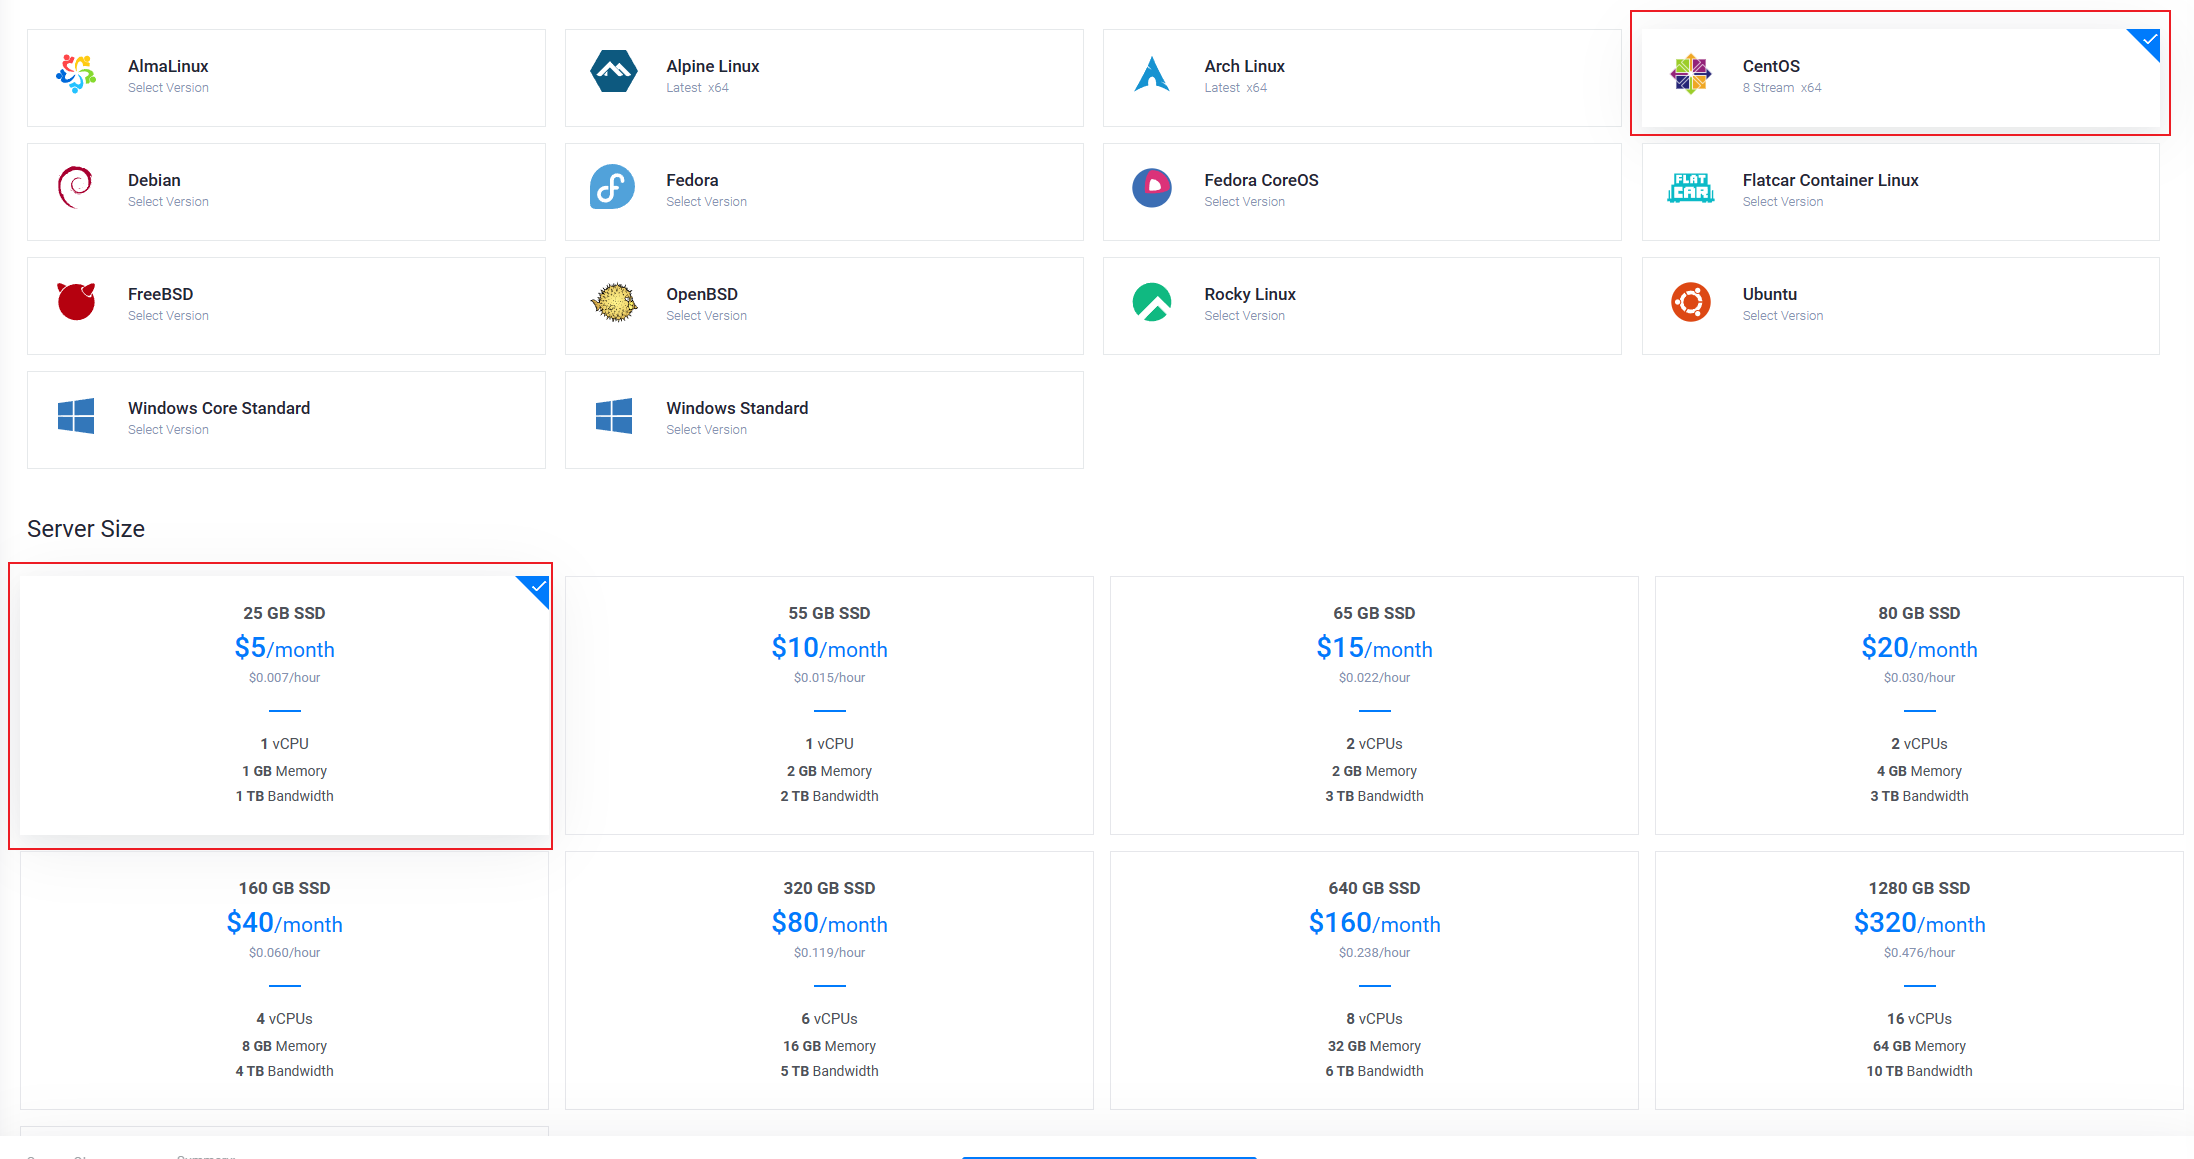 AlmaLinux
Select Version
Alpine Linux
Latest x64
Arch Linux
Latest x64
CentOS
8 Stream x64
Debian
Select Version
Fedora
Select Version
Fedora CoreOS
Select Version
FLAT
CAR
Flatcar Container Linux
Select Version
FreeBSD
Select Version
OpenBSD
Select Version
Rocky Linux
Select Version
Ubuntu
Select Version
Windows Core Standard
Select Version
Windows Standard
Select Version
Server Size
25 GB SSD
$5/month
$0.007/hour
1 vCPU
1 GB Memory
1 TB Bandwidth
55 GB SSD
$10/month
$0.015/hour
1 vCPU
2 GB Memory
2 TB Bandwidth
65 GB SSD
$15/month
$0.022/hour
2 vCPUs
2 GB Memory
3 TB Bandwidth
80 GB SSD
$20/month
$0.030/hour
2 vCPUs
4 GB Memory
3 TB Bandwidth
160 GB SSD
$40/month
$0.060/hour
4 vCPUs
8 GB Memory
4 TB Bandwidth
320 GB SSD
$80/month
$0.119/hour
6 vCPUs
16 GB Memory
5 TB Bandwidth
640 GB SSD
$160/month
$0.238/hour
8 vCPUs
32 GB Memory
6 TB Bandwidth
1280 GB SSD
$320/month
$0.476/hour
16 vCPUs
64 GB Memory
10 TB Bandwidth